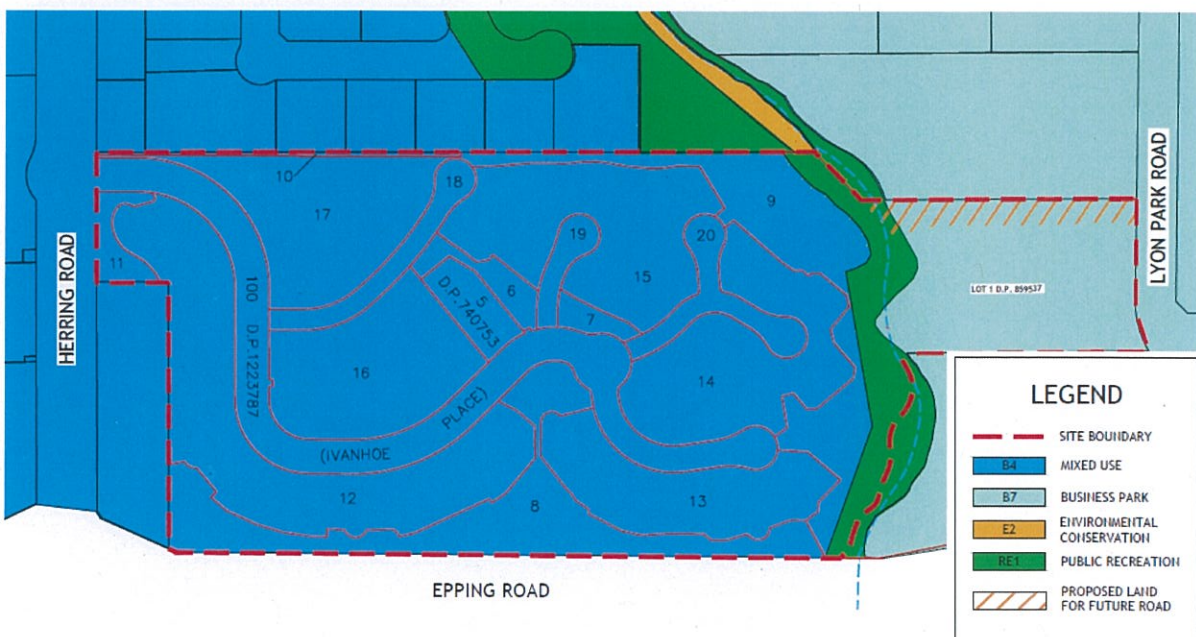 10
18
17
9
11
19
20
HERRING ROAD
LYON PARK ROAD
15
6
5
D.P.740753
LOT 1 D.P. 859537
100 D.P.1223787
7
16
14
(IVANHOE PLACE)
12
8
13
EPPING ROAD
LEGEND
SITE BOUNDARY
B4 MIXED USE
B7 BUSINESS PARK
E2 ENVIRONMENTAL
CONSERVATION
RE1 PUBLIC RECREATION
PROPOSED LAND
FOR FUTURE ROAD